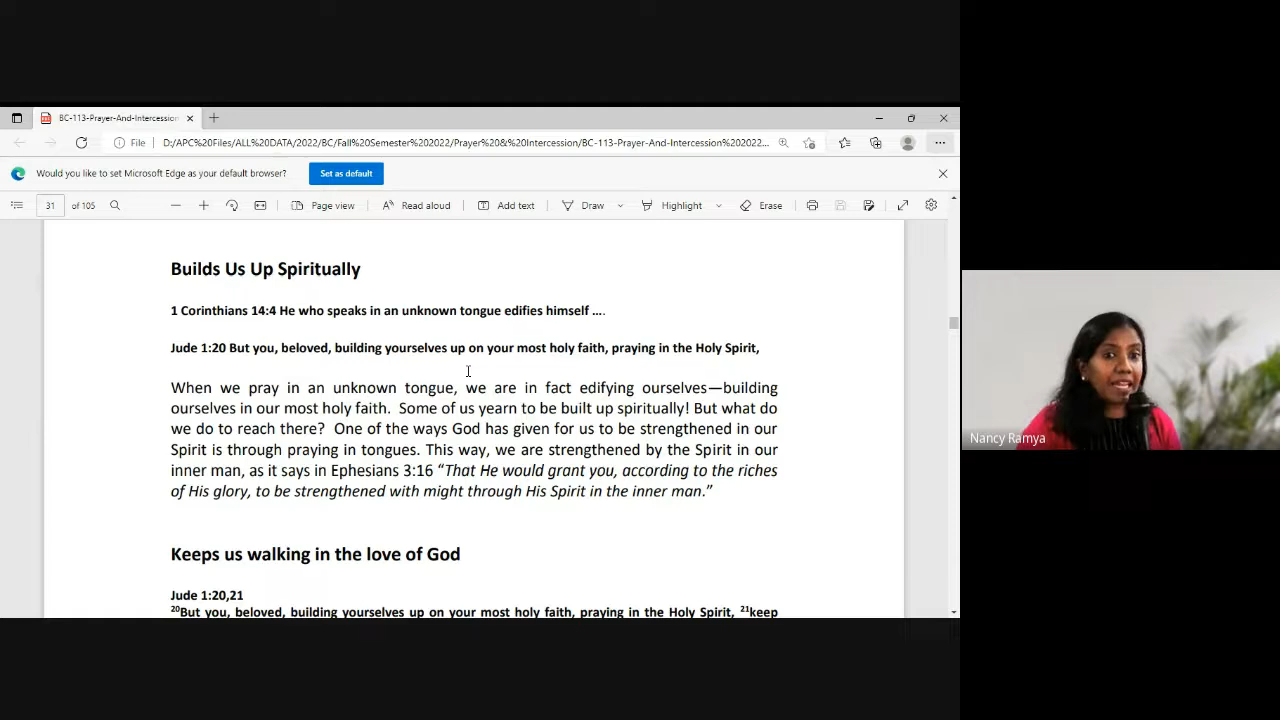 BC-113-Prayer-And-Intercession
File
D:/APC%20Files/ALL%20DATA/2022/BC/Fall%20Semester%202022/Prayer%20&%20Intercession/BC-113-Prayer-And-Intercession%202022...
Would you like to set Microsoft Edge as your default browser?
Set as default
31 of 105
Page view
Read aloud
Add text
Draw
Highlight
Erase
Builds Us Up Spiritually
1 Corinthians 14:4 He who speaks in an unknown tongue edifies himself ....
Jude 1:20 But you, beloved, building yourselves up on your most holy faith, praying in the Holy Spirit,
When we pray in an unknown tongue, we are in fact edifying ourselves—building
ourselves in our most holy faith. Some of us yearn to be built up spiritually! But what do
we do to reach there? One of the ways God has given for us to be strengthened in our
Spirit is through praying in tongues. This way, we are strengthened by the Spirit in our
inner man, as it says in Ephesians 3:16 “That He would grant you, according to the riches
of His glory, to be strengthened with might through His Spirit in the inner man.”
Keeps us walking in the love of God
Jude 1:20,21
20But you, beloved, building yourselves up on your most holy faith, praying in the Holy Spirit, 21keep
Nancy Ramya